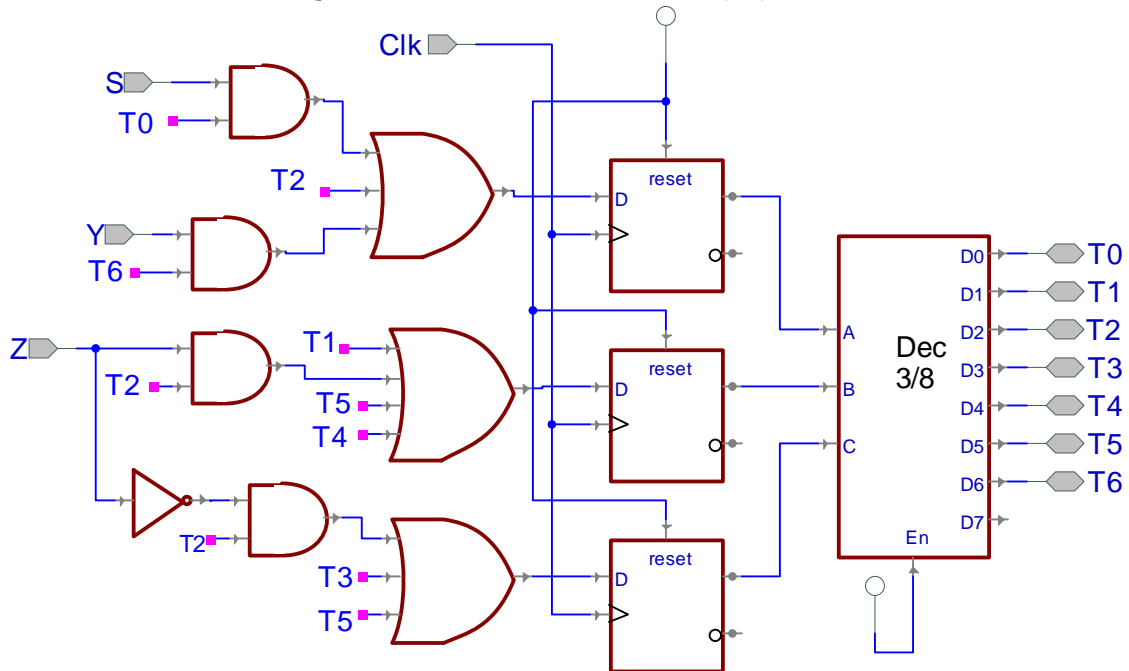 Clk
S
T0
reset
T2
D
Y
T6
D0
T0
D1
T1
A
Dec
3/8
D2
T2
Z
T1
D3
T3
reset
T2
D
B
T5
D4
T4
T4
C
D5
T5
D6
T6
D7
T2
En
reset
T3
D
T5